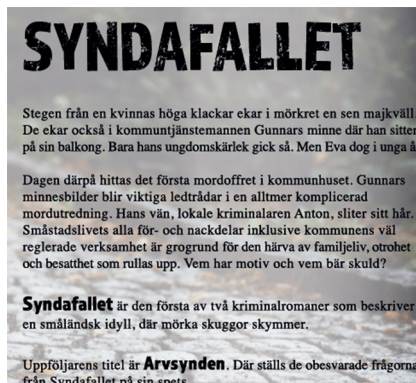 SYNDAFALLET
Stegen från en kvinnas höga klackar ekar i mörkret en sen majkväll.
De ekar också i kommuntjänstemannen Gunnars minne där han sitter
på sin balkong. Bara hans ungdomskärlek gick så. Men Eva dog i unga å
Dagen därpå hittas det första mordoffret i kommunhuset. Gunnars
minnesbilder blir viktiga ledtrådar i en alltmer komplicerad
mordutredning. Hans vän, lokale kriminalaren Anton, sliter sitt hår.
Småstadslivets alla för- och nackdelar inklusive kommunens väl
reglerade verksamhet är grogrund för den härva av familjeliv, otrohet
och besatthet som rullas upp. Vem har motiv och vem bär skuld?
Syndafallet är den första av två kriminalromaner som beskriver
en småländsk idyll, där mörka skuggor skymmer.
Uppföljarens titel är Arvsynden. Där ställs de obesvarade frågorna
från Syndafallet på sin spets.